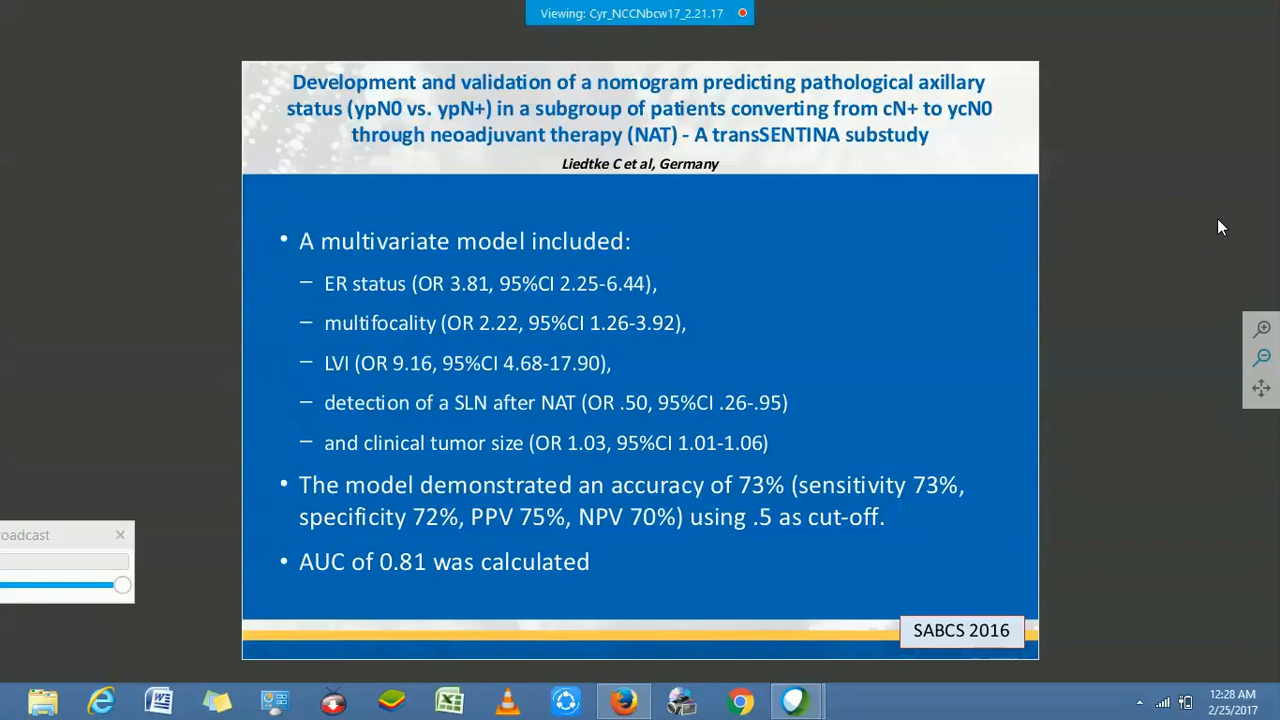 Viewing: Cyr_NCCNbcw17_2.21.17
Development and validation of a nomogram predicting pathological axillary
status (ypN0 vs. ypN+) in a subgroup of patients converting from cN+ to ycN0
through neoadjuvant therapy (NAT) - A transSENTINA substudy
Liedtke C et al, Germany
• A multivariate model included:
– ER status (OR 3.81, 95%CI 2.25-6.44),
– multifocality (OR 2.22, 95%CI 1.26-3.92),
– LVI (OR 9.16, 95%CI 4.68-17.90),
– detection of a SLN after NAT (OR .50, 95%CI .26-.95)
– and clinical tumor size (OR 1.03, 95%CI 1.01-1.06)
• The model demonstrated an accuracy of 73% (sensitivity 73%,
specificity 72%, PPV 75%, NPV 70%) using .5 as cut-off.
• AUC of 0.81 was calculated
roadcast
SABCS 2016
12:28 AM
2/25/2017